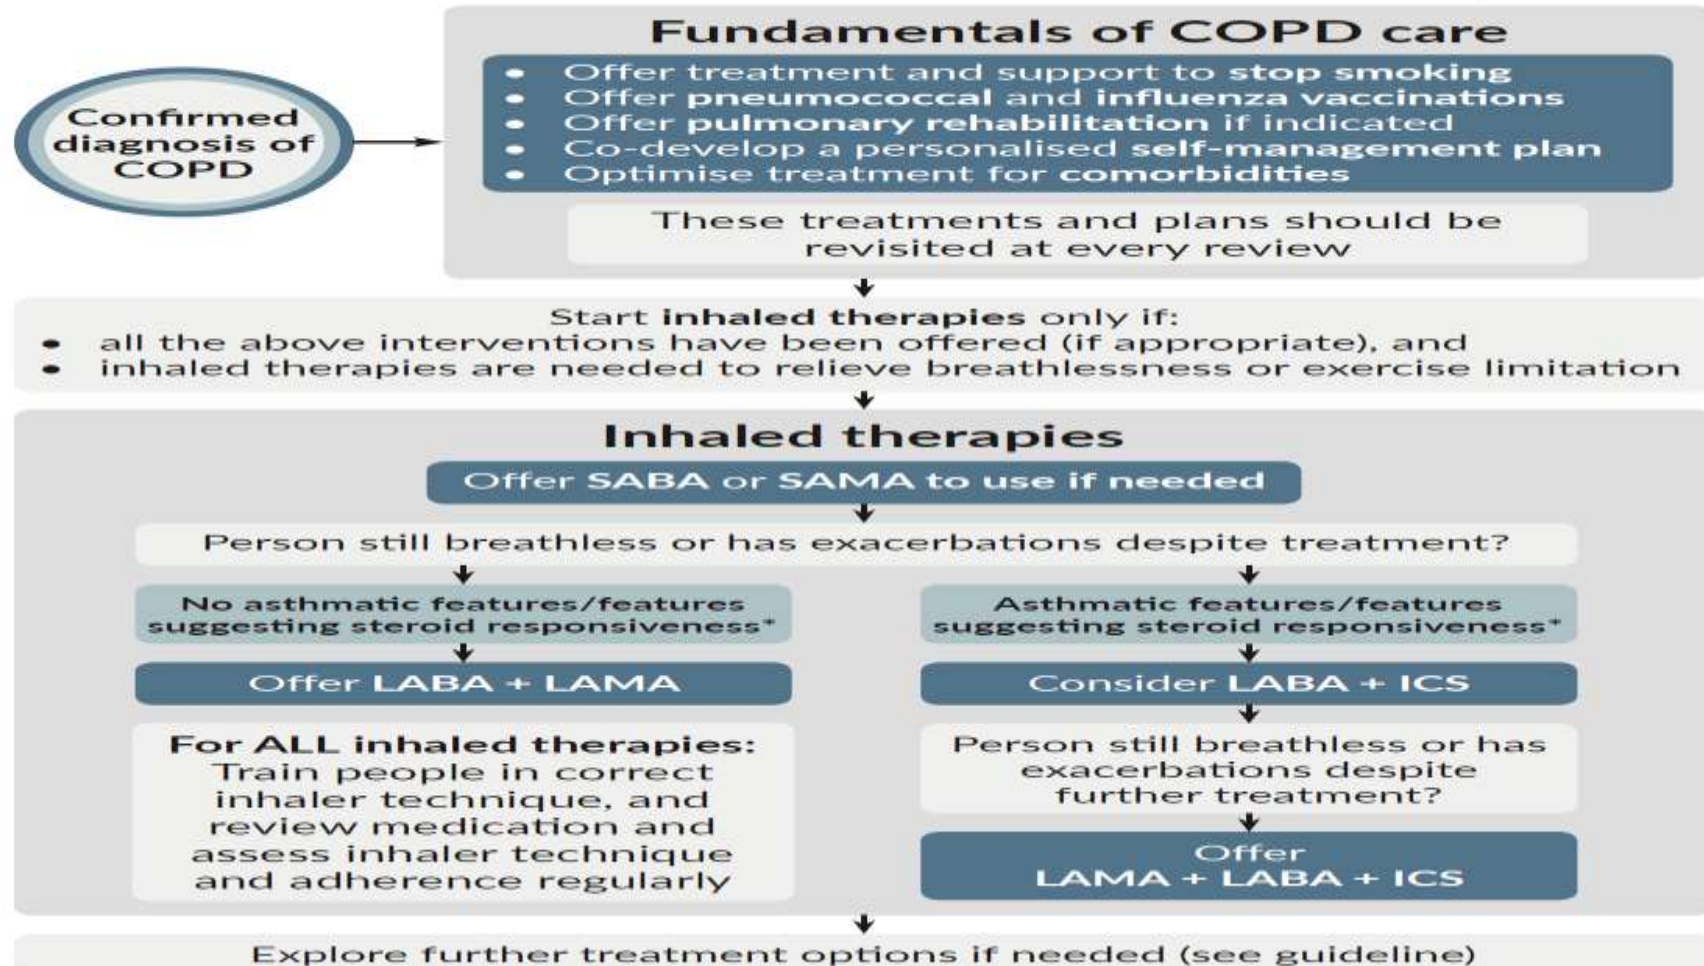 Fundamentals of COPD care
Confirmed
diagnosis of
COPD
• Offer treatment and support to stop smoking
• Offer pneumococcal and influenza vaccinations
• Offer pulmonary rehabilitation if indicated
• Co-develop a personalised self-management plan
• Optimise treatment for comorbidities
These treatments and plans should be
revisited at every review
Start inhaled therapies only if:
• all the above interventions have been offered (if appropriate), and
• inhaled therapies are needed to relieve breathlessness or exercise limitation
Inhaled therapies
Offer SABA or SAMA to use if needed
Person still breathless or has exacerbations despite treatment?
No asthmatic features/features
suggesting steroid responsiveness*
Offer LABA + LAMA
For ALL inhaled therapies:
Train people in correct
inhaler technique, and
review medication and
assess inhaler technique
and adherence regularly
Asthmatic features/features
suggesting steroid responsiveness*
Consider LABA + ICS
Person still breathless or has
exacerbations despite
further treatment?
Offer
LAMA + LABA + ICS
Explore further treatment options if needed (see guideline)